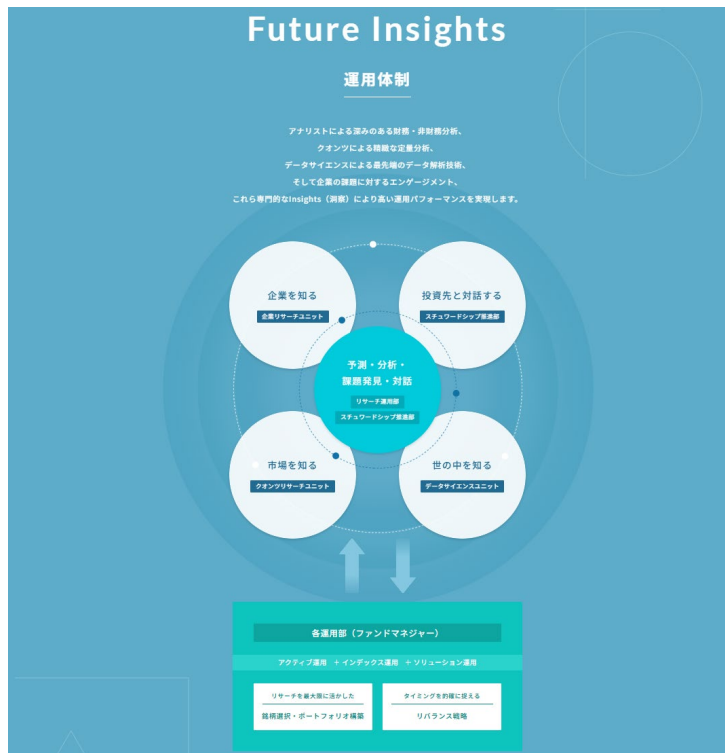 Future Insights
運用体制
アナリストによる深みのある財務・非財務分析、
クオンツによる精緻な定量分析、
データサイエンスによる最先端のデータ解析技術、
そして企業の課題に対するエンゲージメント、
これら専門的なInsights（洞察）により高い運用パフォーマンスを実現します。
企業を知る
企業リサーチユニット
投資先と対話する
スチュワードシップ推進部
予測・分析・
課題発見・対話
リサーチ運用部
スチュワードシップ推進部
市場を知る
クオンツリサーチユニット
世の中を知る
データサイエンスユニット
各運用部（ファンドマネジャー）
アクティブ運用 ＋インデックス運用 ＋ソリューション運用
リサーチを最大限に活かした
銘柄選択・ポートフォリオ構築
タイミングを的確に捉える
リバランス戦略